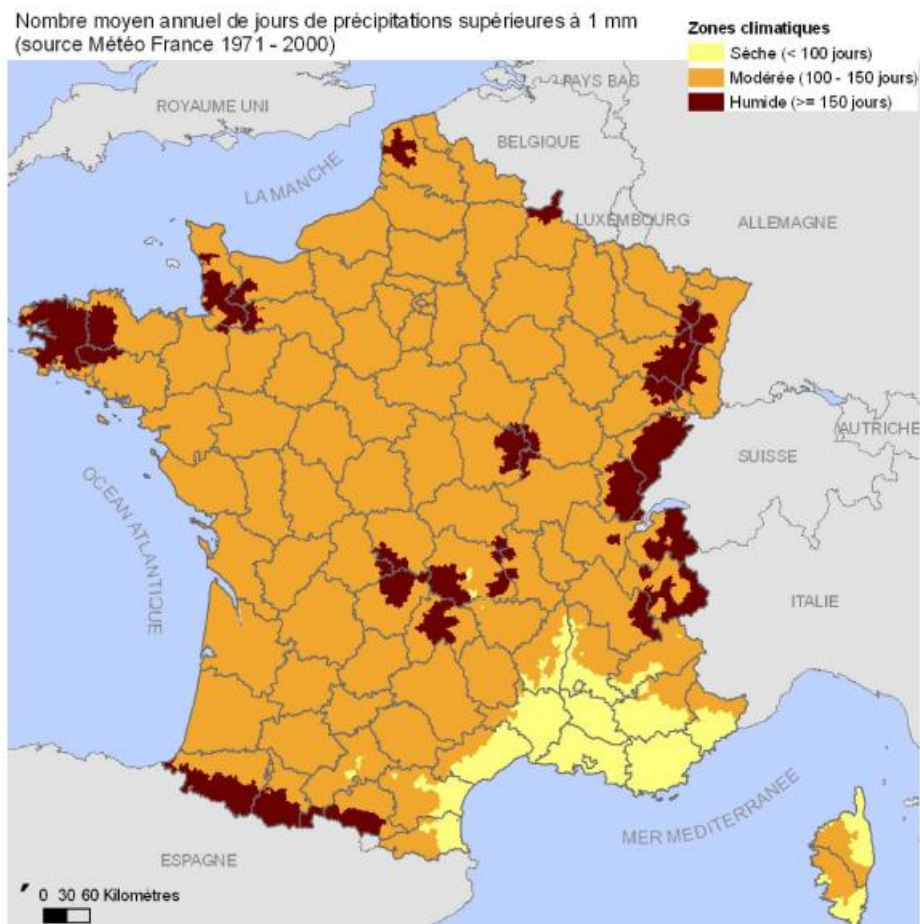 Nombre moyen annuel de jours de précipitations supérieures à 1 mm
(source Météo France 1971 - 2000)
Zones climatiques
Sèche (< 100 jours)
Modérée (100 - 150 jours)
Humide (>= 150 jours)
PAYS BAS
ROYAUME UNI
BELGIQUE
LA MANCHE
LUXEMBOURG
ALLEMAGNE
AUTRICHE
SUISSE
OCEAN ATLANTIQUE
ITALIE
MER MEDITERRANEE
ESPAGNE
0 30 60 Kilométres